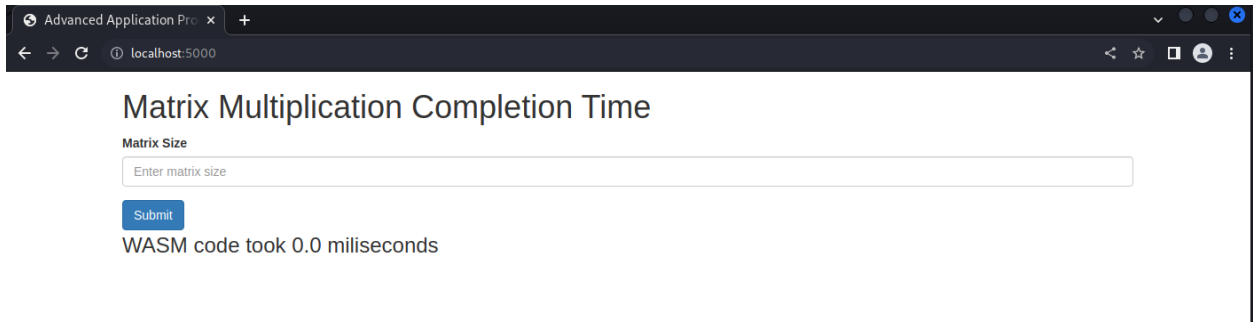 Advanced Application Pro
localhost:5000
Matrix Multiplication Completion Time
Matrix Size
Enter matrix size
Submit
WASM code took 0.0 miliseconds